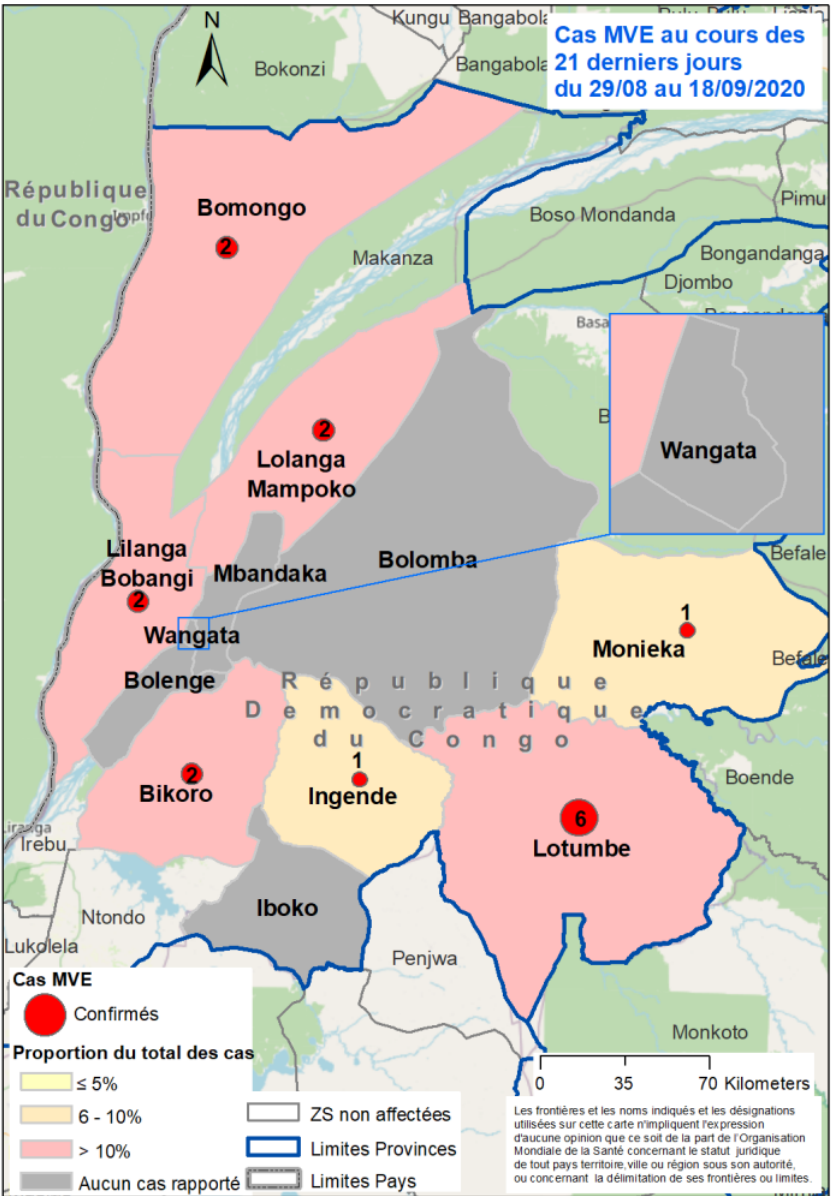 N
Kungu
Bangabola
Cas MVE au cours des
21 derniers jours
du 29/08 au 18/09/2020
Bokonzi
Bangabola
République
du Congo
Bomongo
2
Makanza
Boso Mondanda
Pimu
Bongandanga
Djombo
Basa
B
Wangata
2
Lolanga
Mampoko
Lilanga
Bobangi
2
Mbandaka
Bolomba
Befale
Wangata
1
Monieka
Befale
Bolenge
République
Democratique
du Congo
2
Bikoro
1
Ingende
Boende
6
Lotumbe
Irebu
Iboko
Ntondo
Lukolela
Penjwa
Monkoto
Cas MVE
Confirmés
Proportion du total des cas
≤ 5%
6 - 10%
> 10%
Aucun cas rapporté
ZS non affectées
Limites Provinces
Limites Pays
0 35 70 Kilometers
Les frontières et les noms indiqués et les désignations
utilisées sur cette carte n'impliquent l'expression
d'aucune opinion que ce soit de la part de l'Organisation
Mondiale de la Santé concernant le statut juridique
de tout pays territoire, ville ou région sous son autorité,
ou concernant la délimitation de ses frontières ou limites.